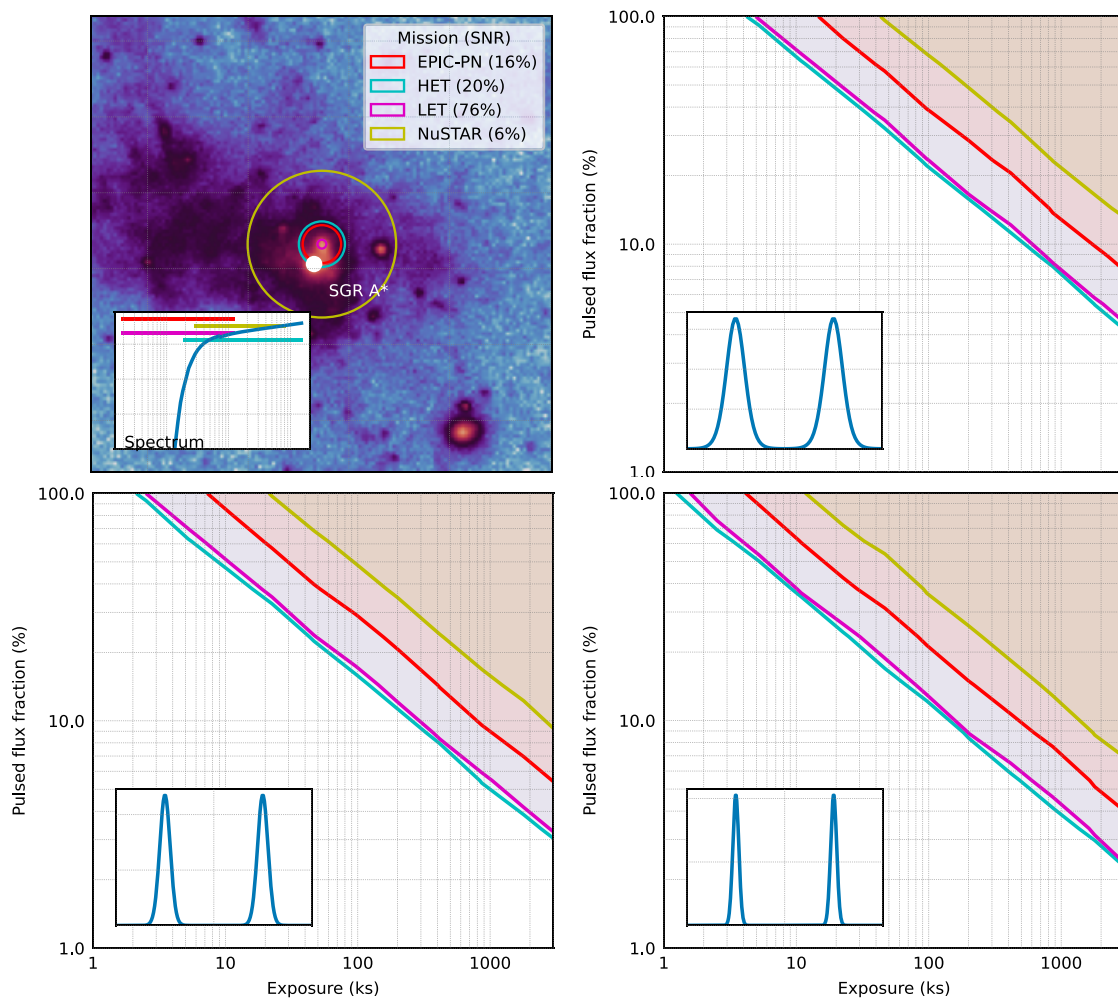 Mission (SNR)
EPIC-PN (16%)
HET (20%)
LET (76%)
NuSTAR (6%)
SGR A*
Spectrum
100.0
10.0
1.0
Pulsed flux fraction (%)
100.0
10.0
1.0
Pulsed flux fraction (%)
1
10
100
1000
Exposure (ks)
100.0
10.0
1.0
Pulsed flux fraction (%)
1
10
100
1000
Exposure (ks)